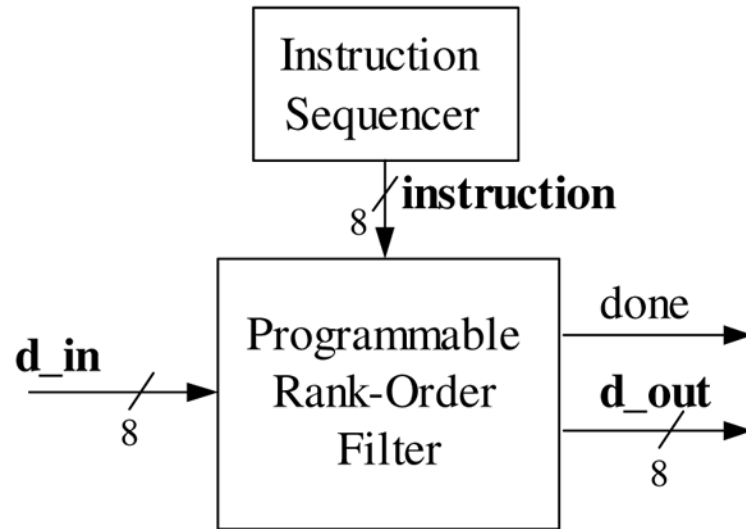 Instruction
Sequencer
instruction
8
Programmable
Rank-Order
Filter
d_in
8
done
d_out
8